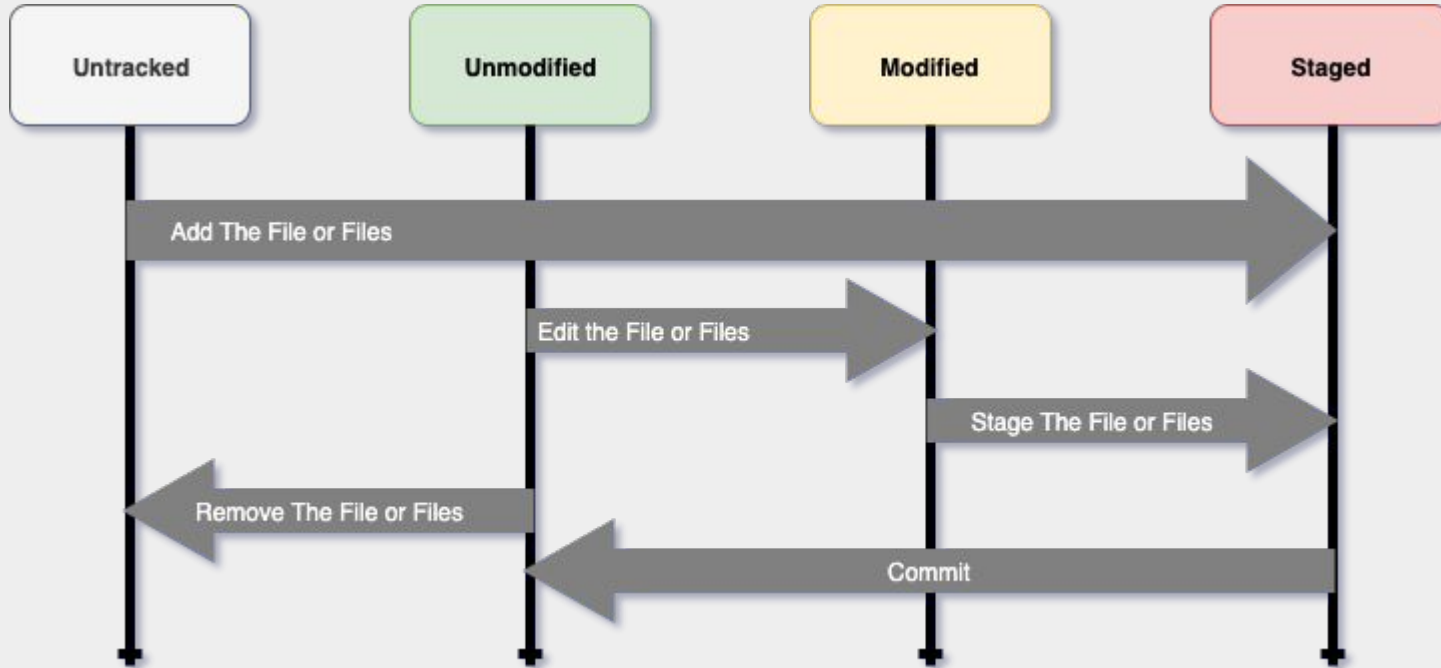 Untracked
Unmodified
Modified
Staged
Add The File or Files
Edit the File or Files
Stage The File or Files
Remove The File or Files
Commit